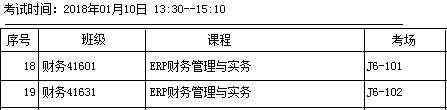 考试时间：2018年01月10日 13:30--15:10
序号 班级 课程 考场
18 财务41601 ERP财务管理与实务 J6-101
19 财务41631 ERP财务管理与实务 J6-102